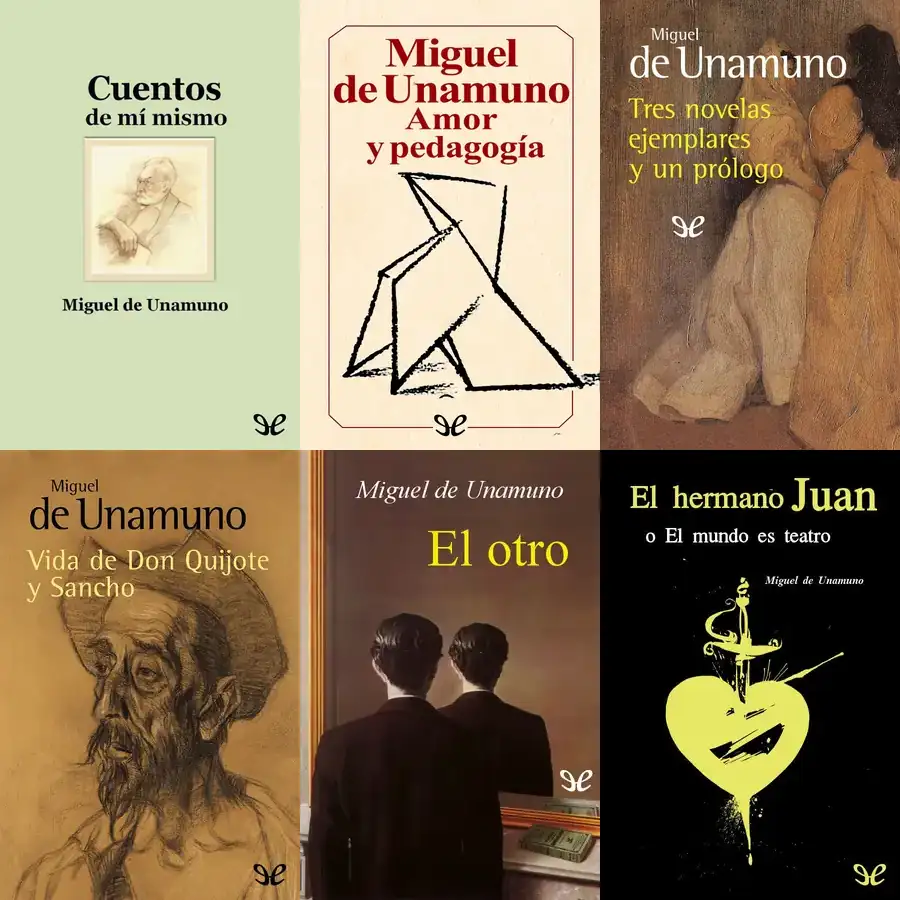 Cuentos
de mí mismo
Miguel de Unamuno
Miguel
de Unamuno
Amor
y pedagogía
Miguel
de Unamuno
Tres novelas
ejemplares
y un prólogo
Miguel
de Unamuno
Vida de Don Quijote
y Sancho
Miguel de Unamuno
El otro
El hermano Juan
o El mundo es teatro
Miguel de Unamuno